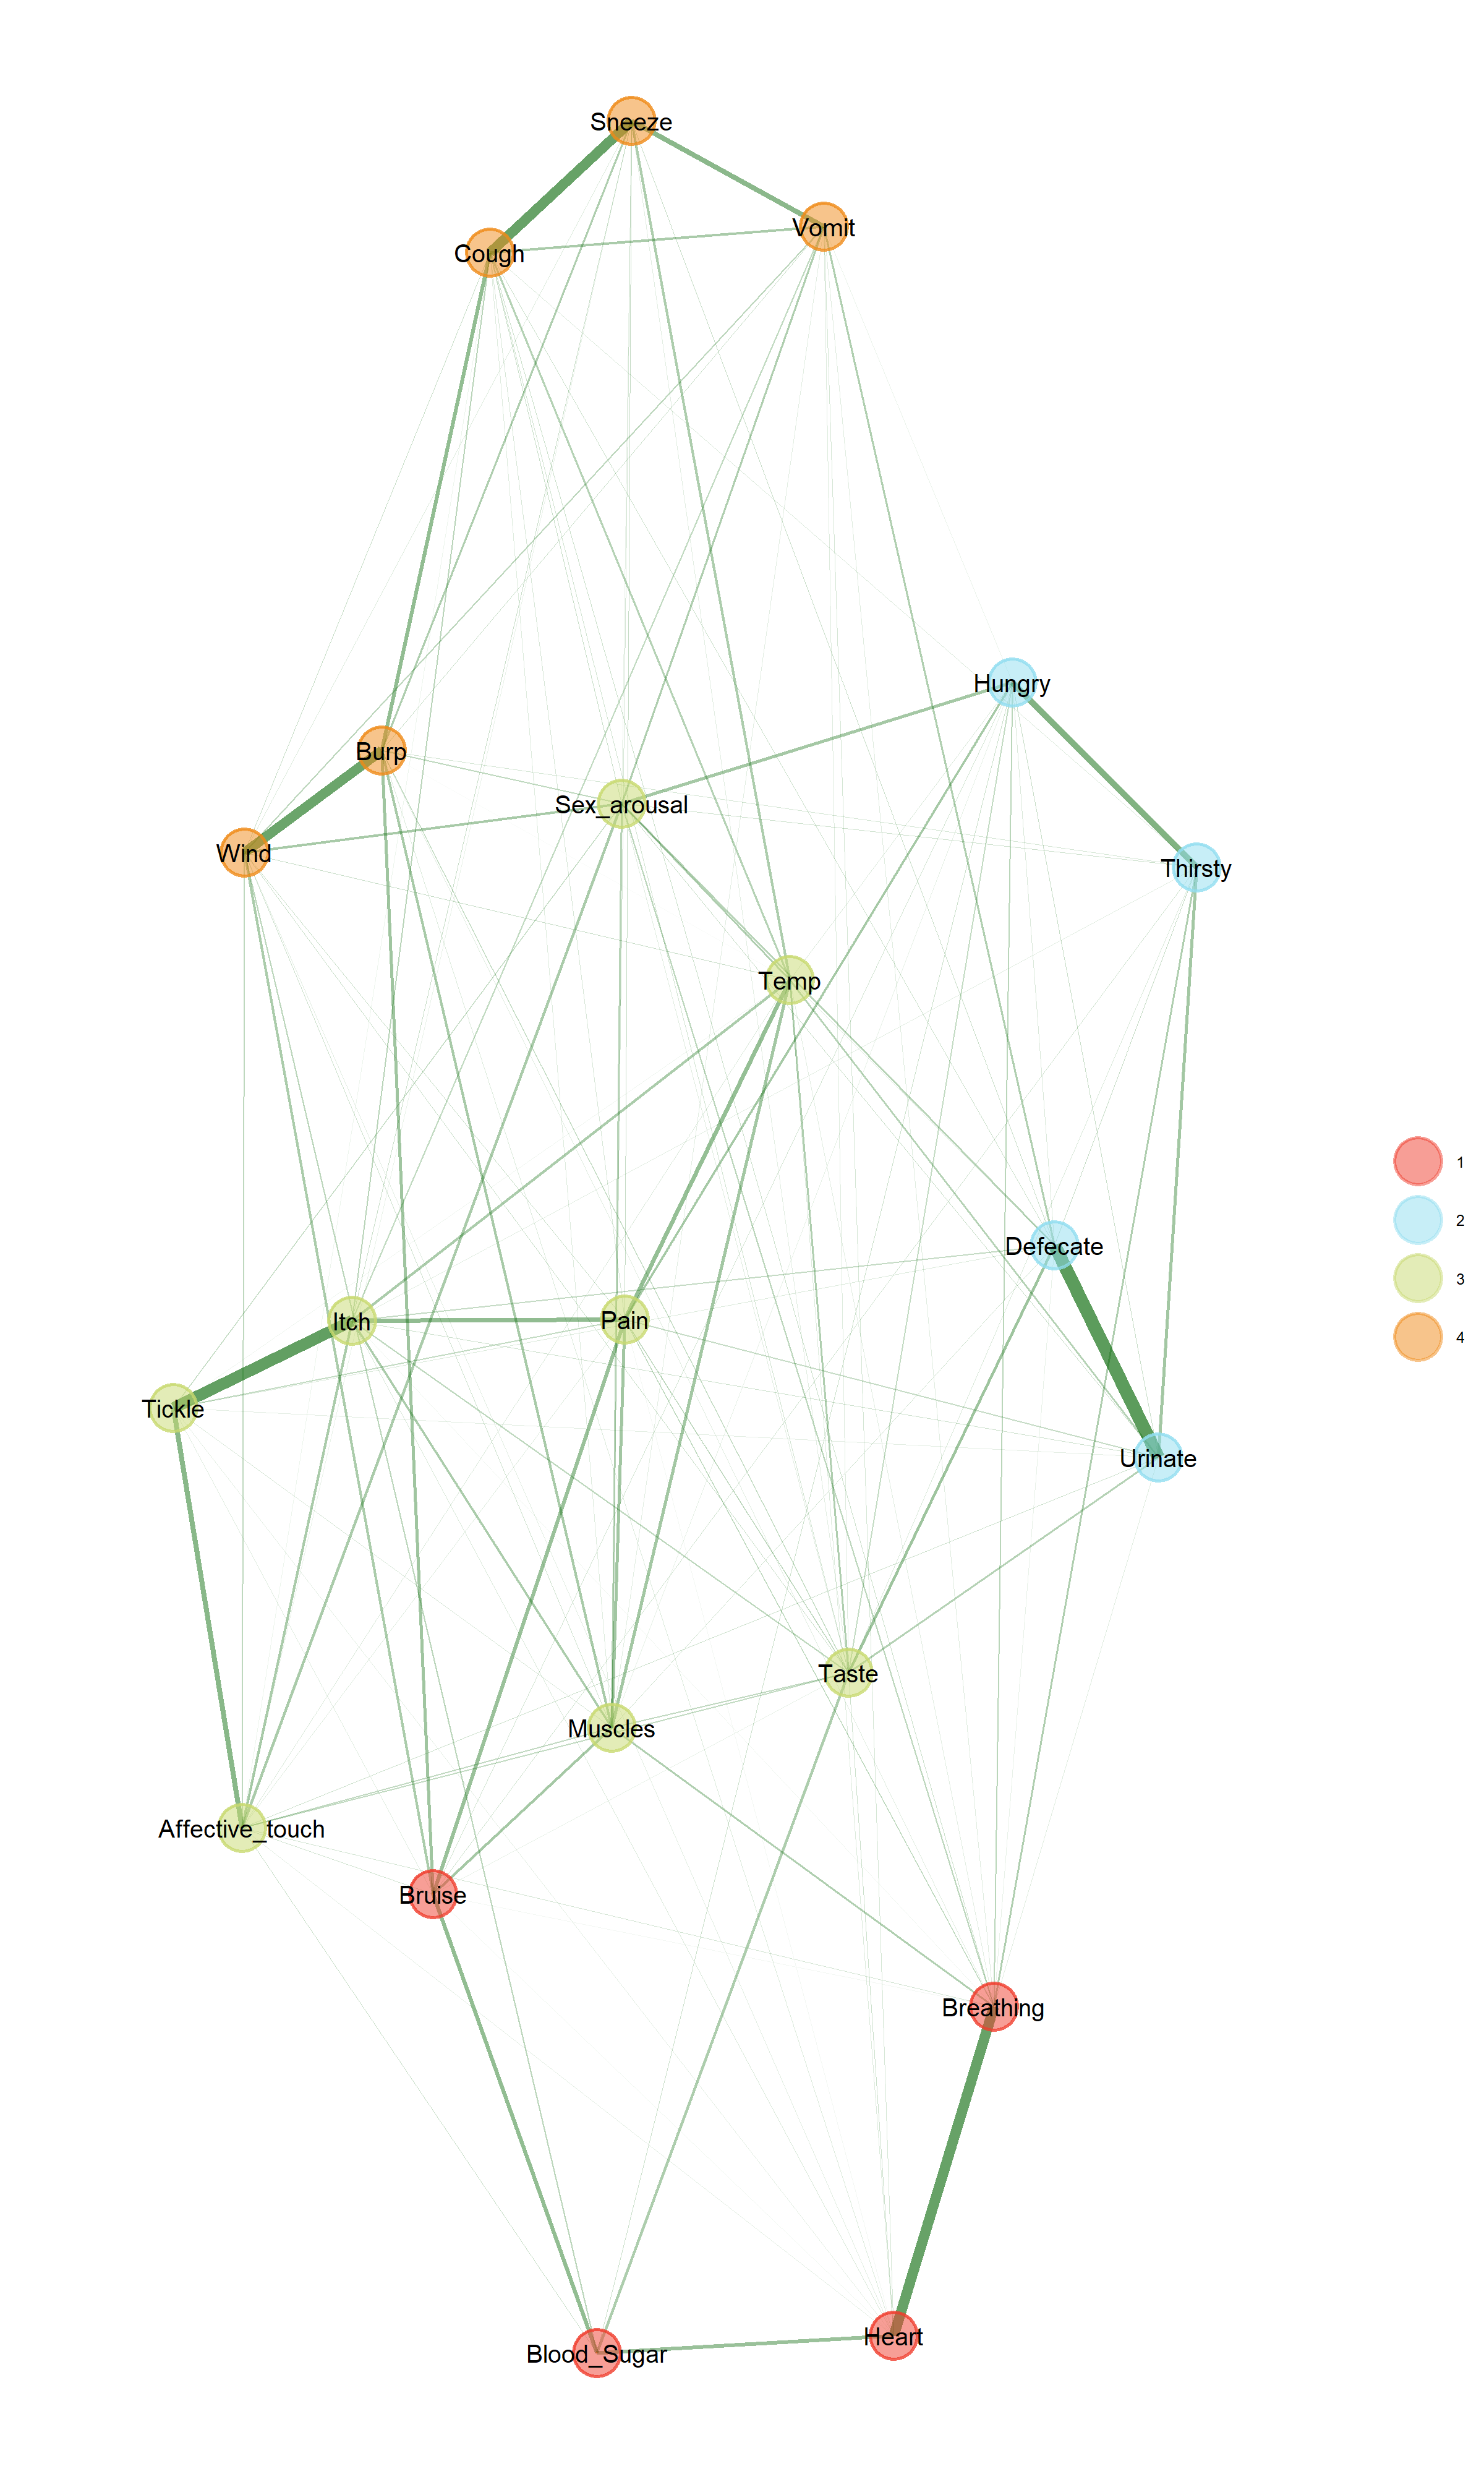 Sneeze
Vomit
Cough
Hungry
Burp
Sex_arousal
Wind
Thirsty
Temp
1
2
Defecate
3
Itch
Pain
4
Tickle
Urinate
Taste
Muscles
Affective_touch
Bruise
Breathing
Heart
Blood_Sugar